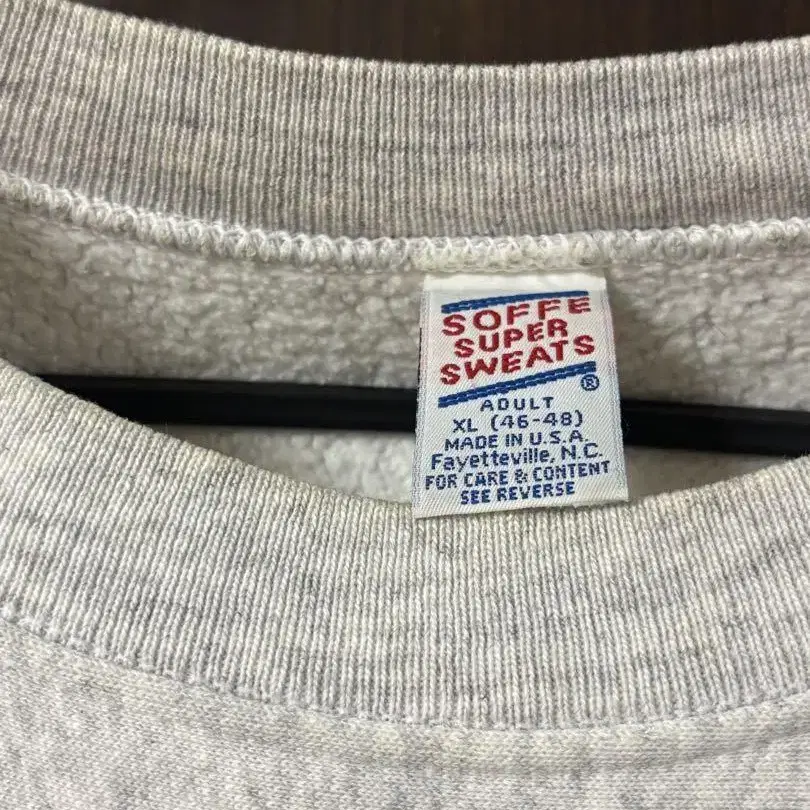 SOFFE
SUPER
SWEATS
®
ADULT
XL (46-48)
MADE IN U.S.A.
Fayetteville, N.C.
FOR CARE & CONTENT
SEE REVERSE